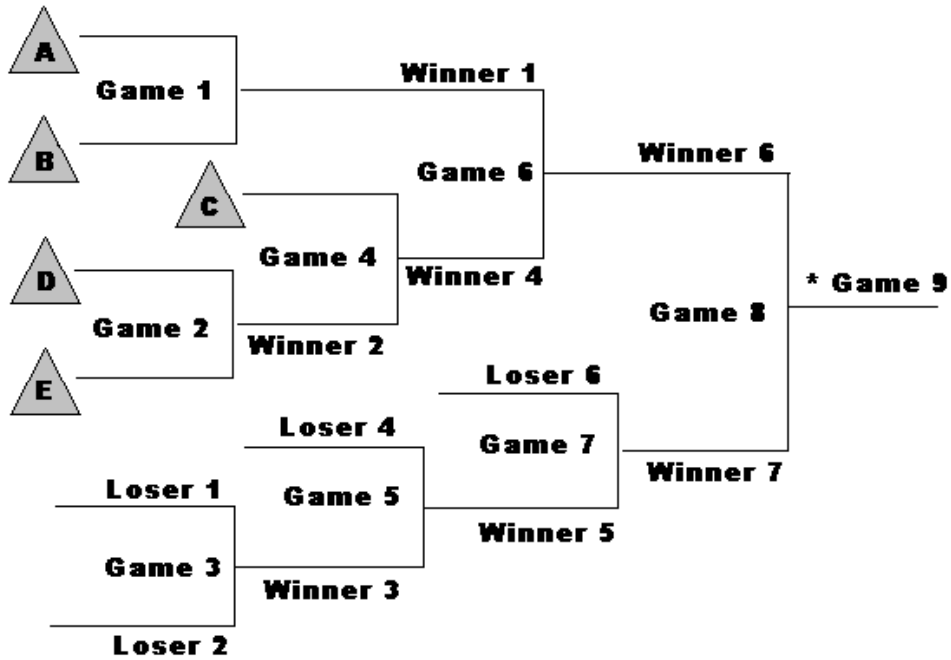 A
Game 1
Winner 1
B
Winner 6
Game 6
C
D
Game 4
Winner 4
* Game 9
Game 2
Game 8
Winner 2
E
Loser 6
Loser 4
Game 7
Winner 7
Loser 1
Game 5
Winner 5
Game 3
Winner 3
Loser 2